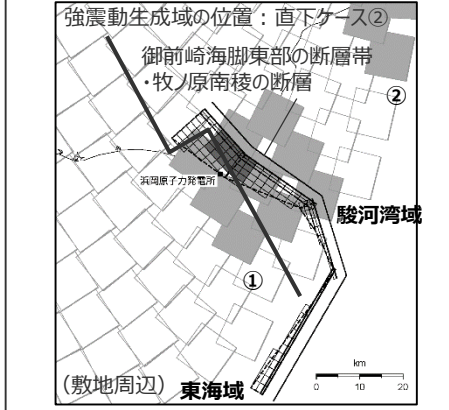 強震動生成域の位置：直下ケース②
御前崎海脚東部の断層帯
・牧ノ原南稜の断層
②
浜岡原子力発電所
駿河湾域
①
km
0 10 20
(敷地周辺) 東海域